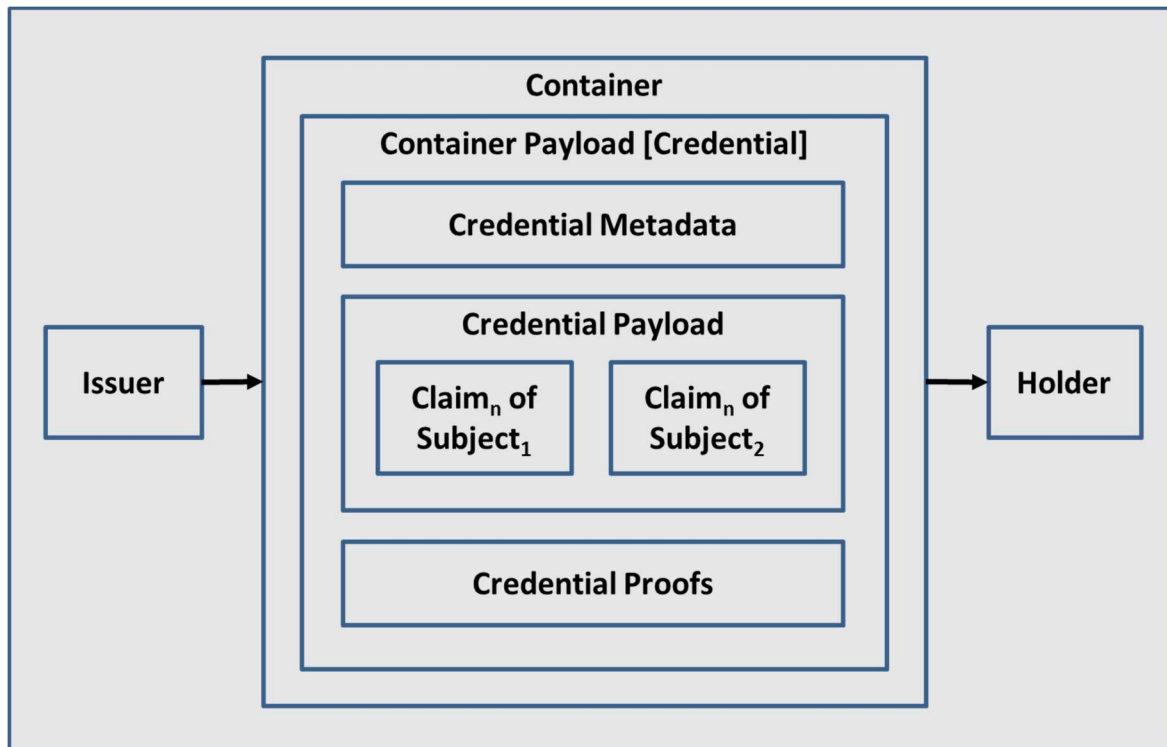 Container
Container Payload [Credential]
Credential Metadata
Credential Payload
Issuer
Claimₙ of
Subject₁
Claimₙ of
Subject₂
Holder
Credential Proofs